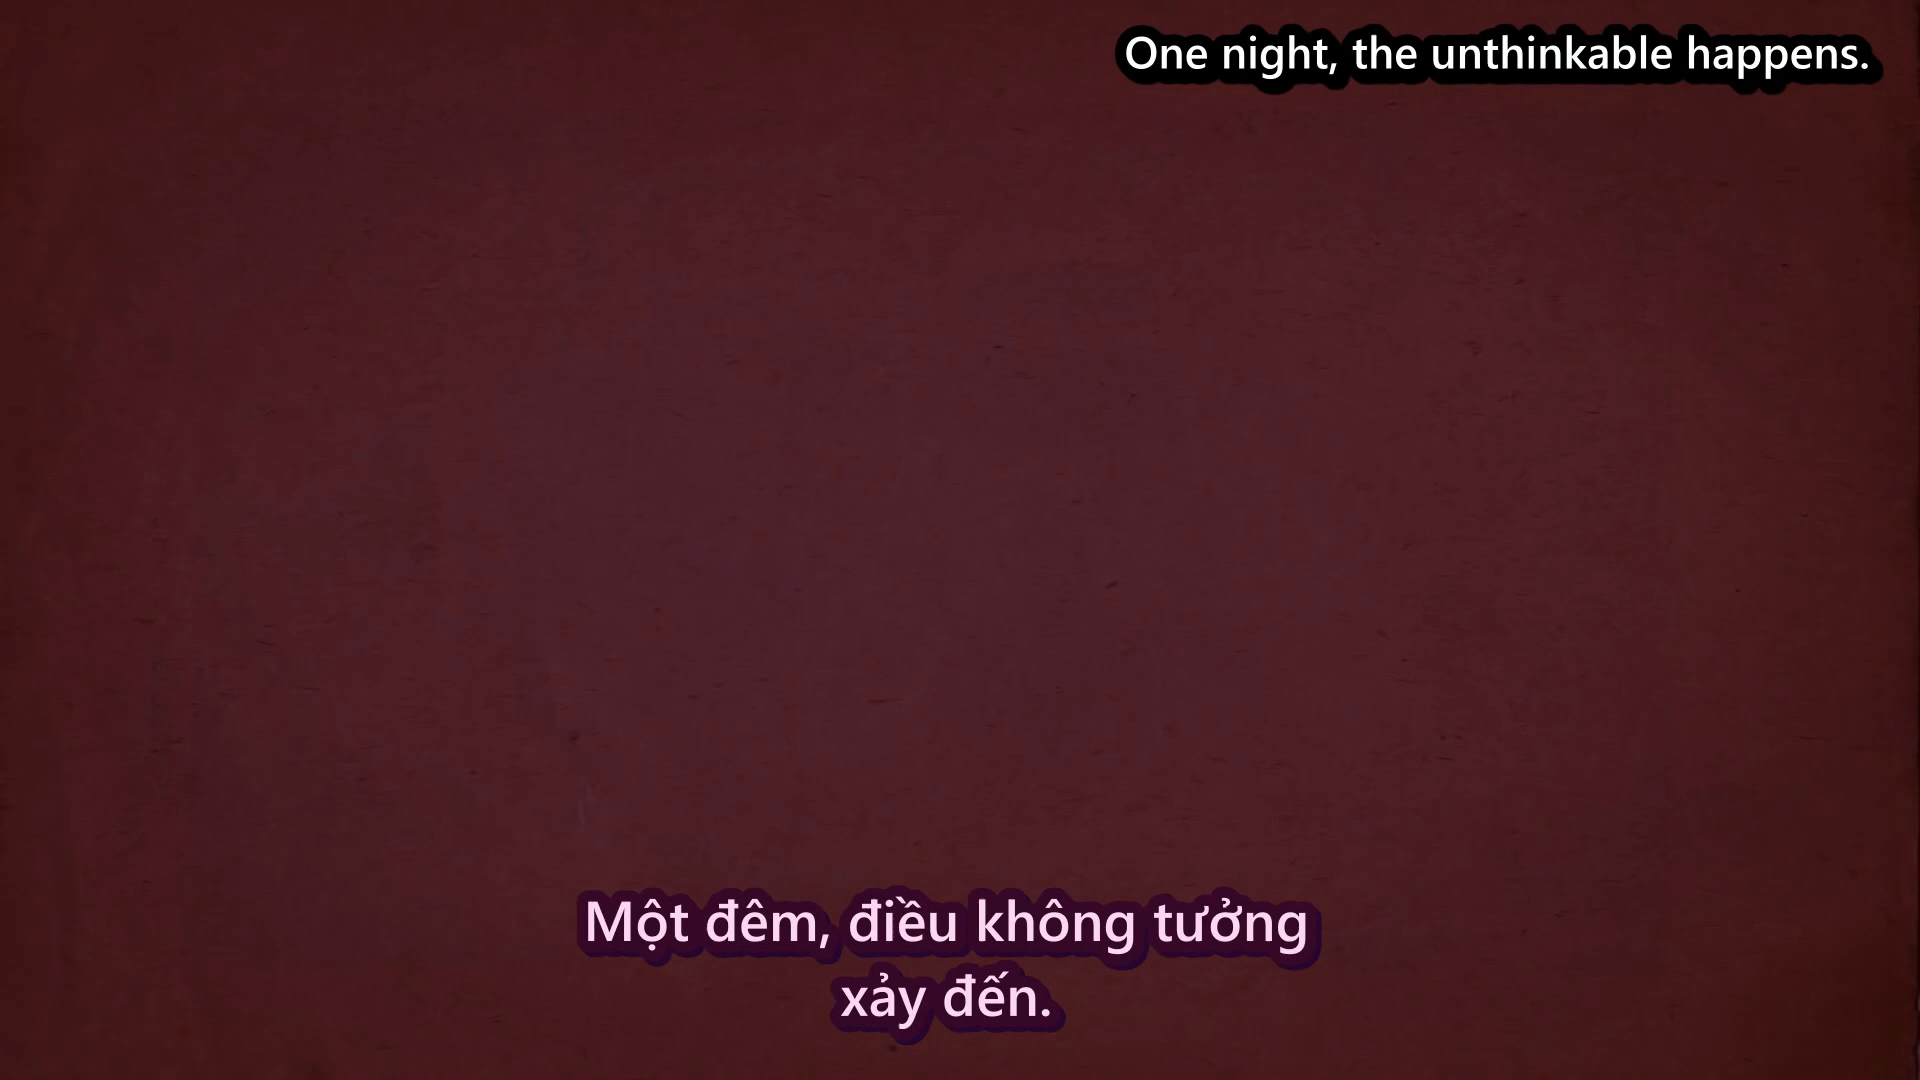 One night, the unthinkable happens.
Một đêm, điều không tưởng
xảy đến.